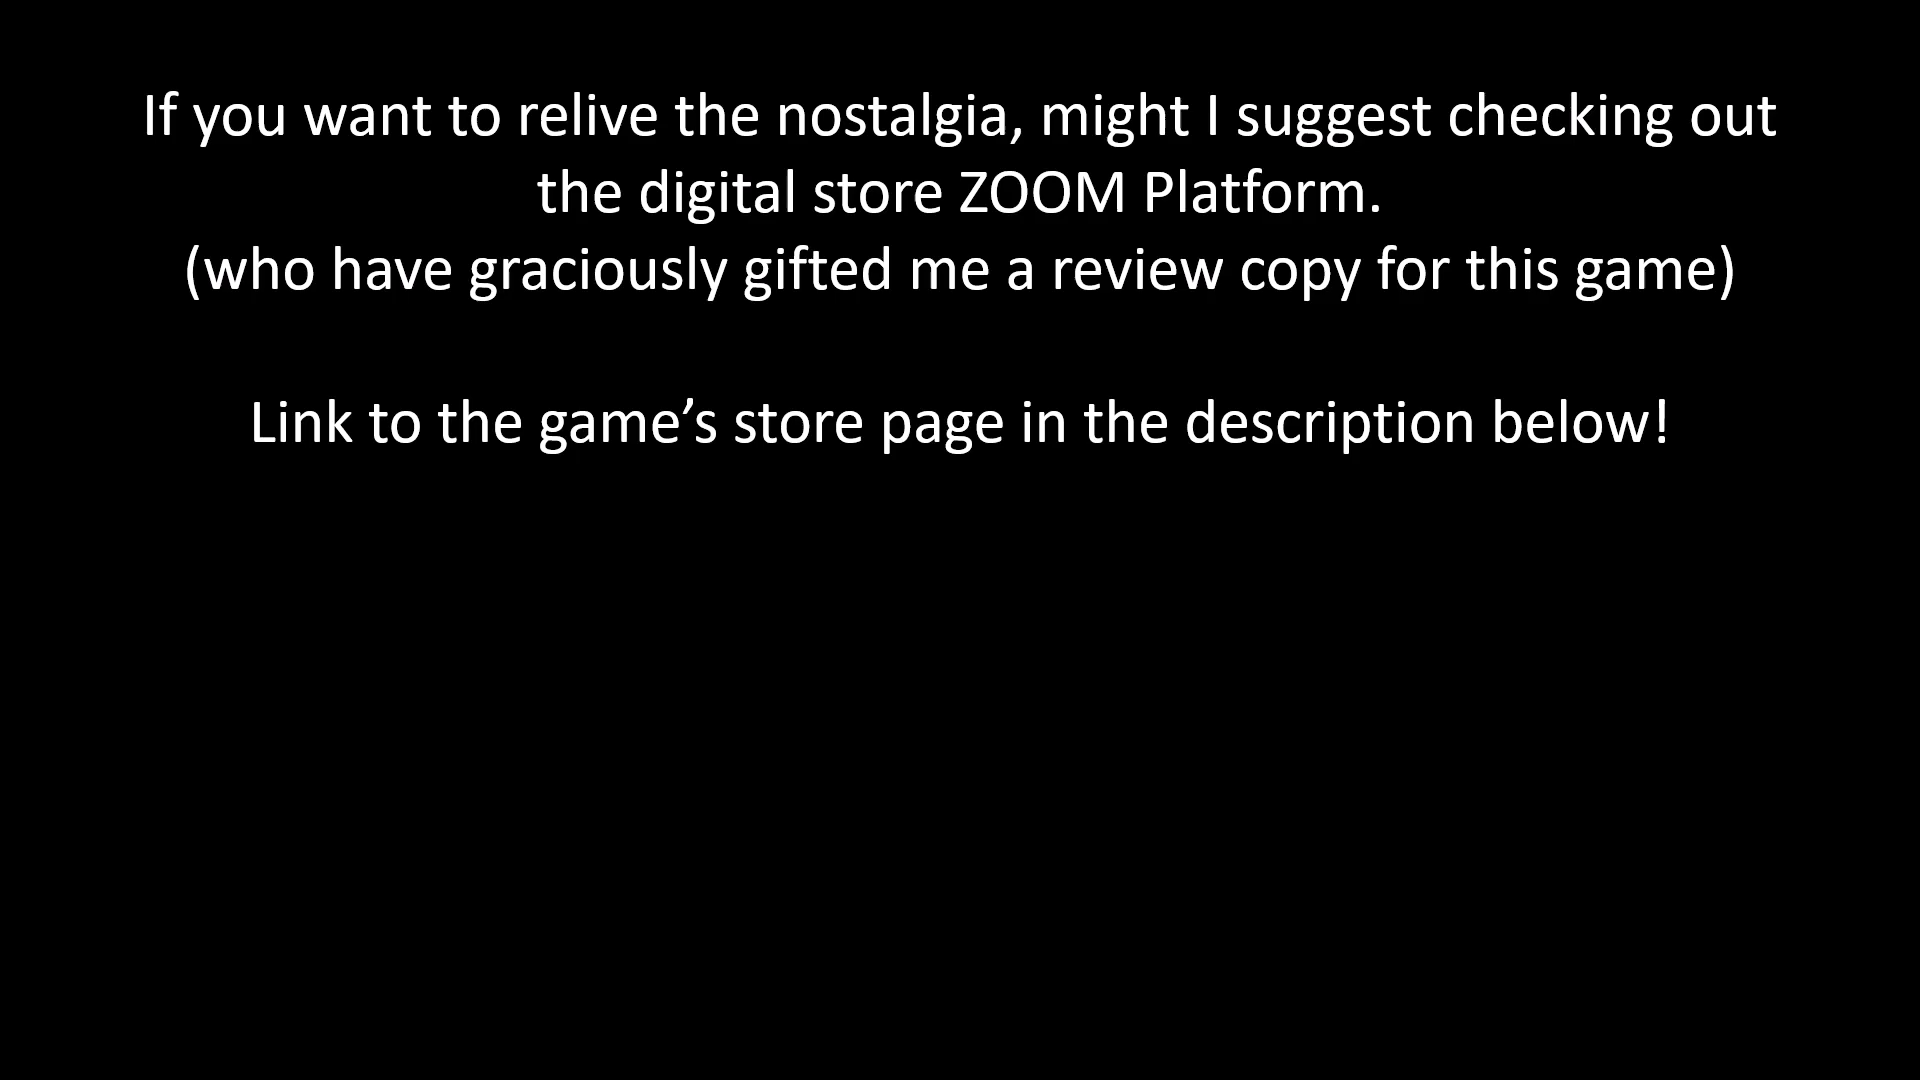 If you want to relive the nostalgia, might I suggest checking out
the digital store ZOOM Platform.
(who have graciously gifted me a review copy for this game)
Link to the game’s store page in the description below!